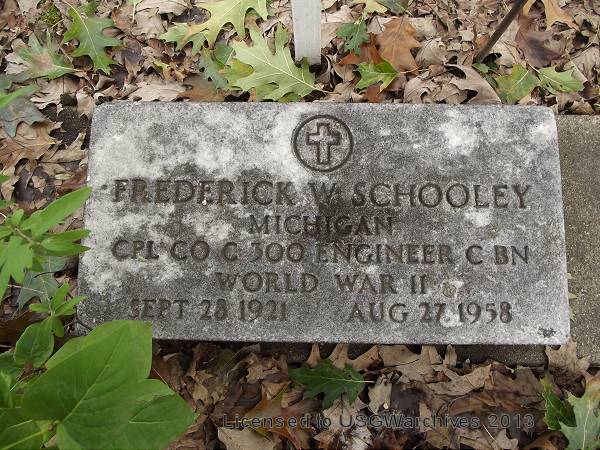 FREDERICK W SCHOOLEY
MICHIGAN
CPL CO C 300 ENGINEER C BN
WORLD WAR II
SEPT 28 1921 AUG 27 1958
Licensed to USGWarchives 2013